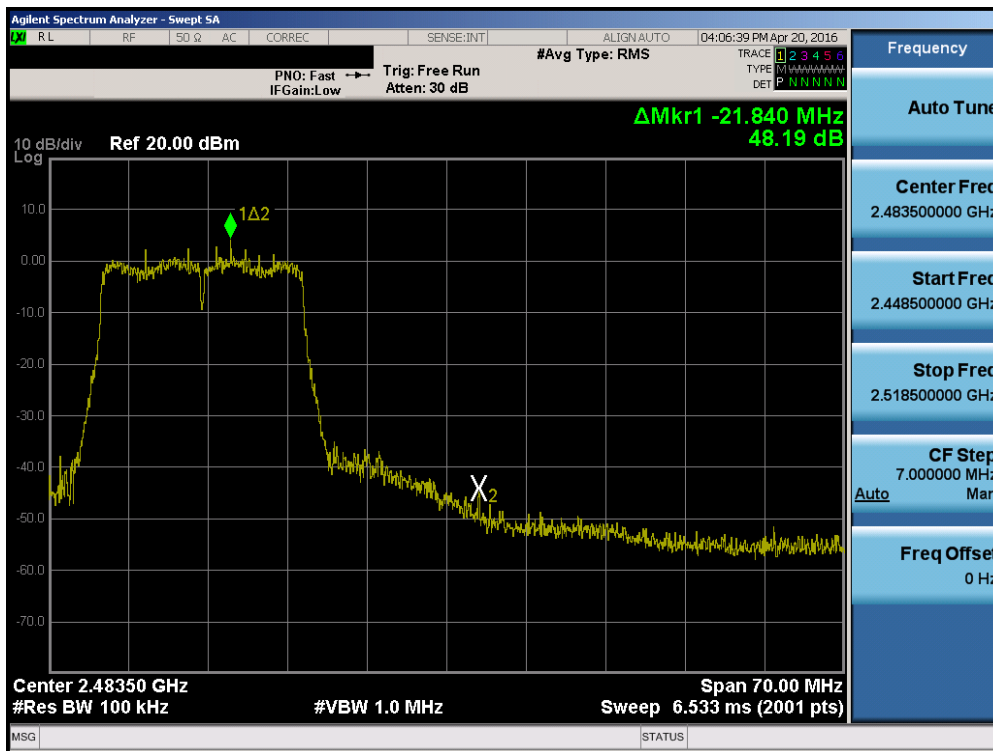 Agilent Spectrum Analyzer - Swept SA
LXI RL RF 50 Ω AC CORREC SENSE:INT ALIGN AUTO 04:06:39 PM Apr 20, 2016
#Avg Type: RMS TRACE 1 2 3 4 5 6
PNO: Fast Trig: Free Run TYPE M WWWWW
IFGain:Low Atten: 30 dB DET P N N N N N
ΔMkr1 -21.840 MHz
48.19 dB
10 dB/div Ref 20.00 dBm
Log
10.0
1Δ2
0.00
-10.0
-20.0
-30.0
-40.0
X2
-50.0
-60.0
-70.0
Center 2.48350 GHz Span 70.00 MHz
#Res BW 100 kHz #VBW 1.0 MHz Sweep 6.533 ms (2001 pts)
MSG STATUS
Frequency
Auto Tune
Center Freq
2.483500000 GHz
Start Freq
2.448500000 GHz
Stop Freq
2.518500000 GHz
CF Step
7.000000 MHz
Auto Man
Freq Offset
0 Hz